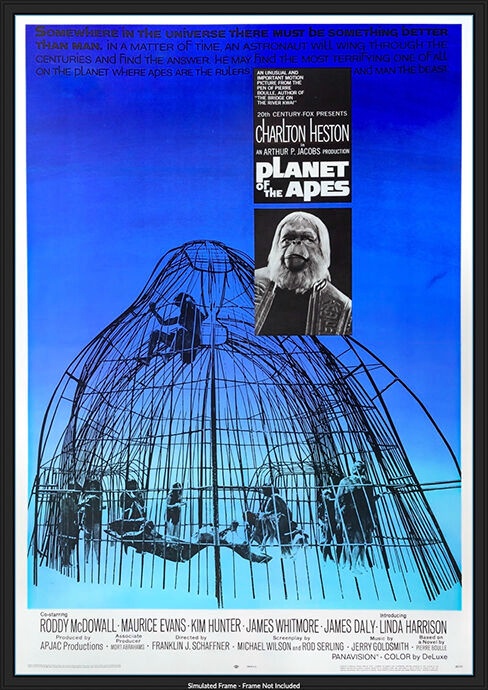 SOMEWHERE IN THE UNIVERSE THERE MUST BE SOMETHING BETTER
THAN MAN. IN A MATTER OF TIME, AN ASTRONAUT WILL WING THROUGH THE
CENTURIES AND FIND THE ANSWER. HE MAY FIND THE MOST TERRIFYING ONE OF ALL
ON THE PLANET WHERE APES ARE THE RULERS AND MAN THE BEAST.
AN UNUSUAL AND
IMPORTANT MOTION
PICTURE FROM THE
PEN OF PIERRE
BOULLE, AUTHOR OF
"THE BRIDGE ON
THE RIVER KWAI"
20th CENTURY-FOX PRESENTS
CHARLTON HESTON
in
AN ARTHUR P. JACOBS PRODUCTION
PLANET
OF THE APES
Co-starring
Introducing
RODDY McDOWALL · MAURICE EVANS · KIM HUNTER · JAMES WHITMORE · JAMES DALY · LINDA HARRISON
Produced by
APJAC Productions ·
Associate
Producer
MORT ABRAHAMS ·
Directed by
FRANKLIN J. SCHAFFNER ·
Screenplay by
MICHAEL WILSON and ROD SERLING ·
Music by
JERRY GOLDSMITH ·
Based on
a Novel by
PIERRE BOULLE
PANAVISION® · COLOR by DeLuxe
Simulated Frame - Frame Not Included